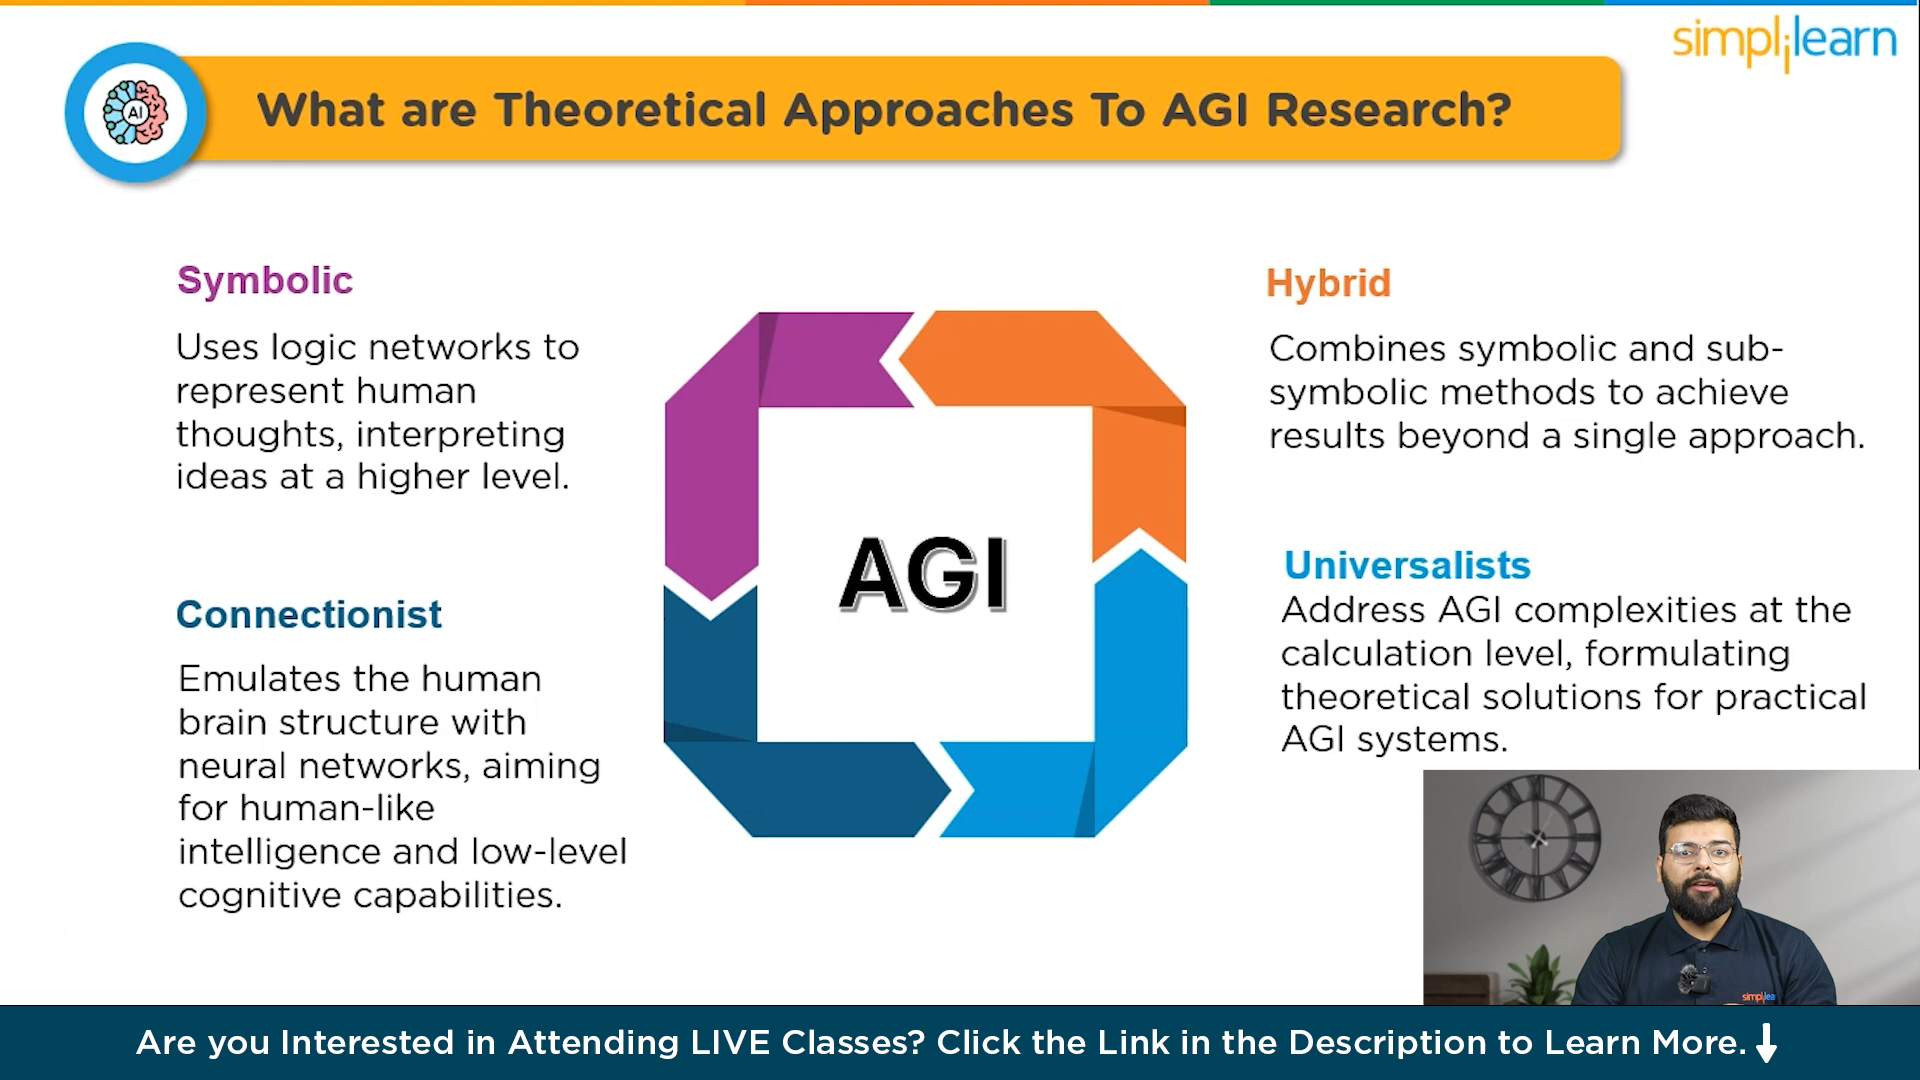 simplilearn
AI
What are Theoretical Approaches To AGI Research?
Symbolic
Uses logic networks to
represent human
thoughts, interpreting
ideas at a higher level.
Connectionist
Emulates the human
brain structure with
neural networks, aiming
for human-like
intelligence and low-level
cognitive capabilities.
AGI
Hybrid
Combines symbolic and sub-
symbolic methods to achieve
results beyond a single approach.
Universalists
Address AGI complexities at the
calculation level, formulating
theoretical solutions for practical
AGI systems.
simplilea
Are you Interested in Attending LIVE Classes? Click the Link in the Description to Learn More.